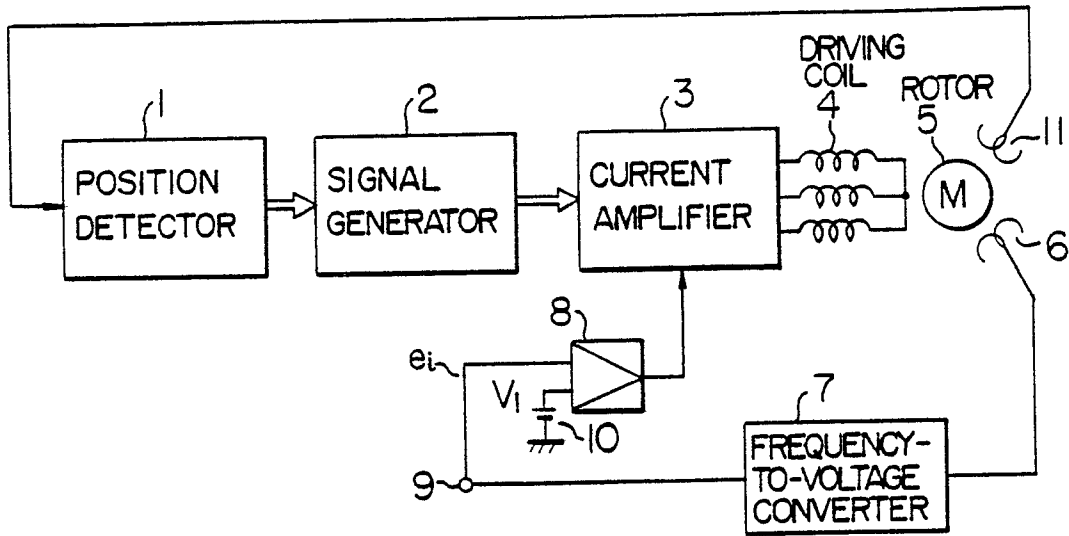 1
POSITION
DETECTOR
2
SIGNAL
GENERATOR
3
CURRENT
AMPLIFIER
DRIVING
COIL
4
ROTOR
5
M
11
6
8
ei
V1
10
9
7
FREQUENCY-
TO-VOLTAGE
CONVERTER